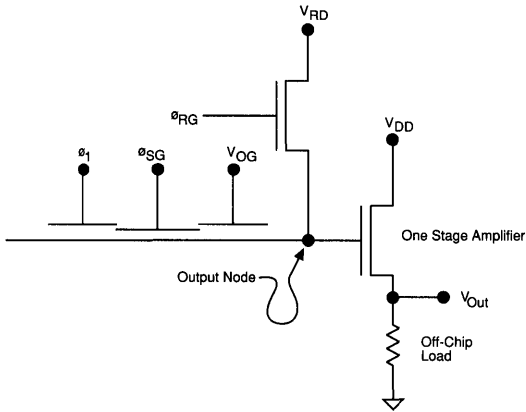 V_RD
ø_RG
V_DD
ø_1
ø_SG
V_OG
One Stage Amplifier
Output Node
V_Out
Off-Chip
Load